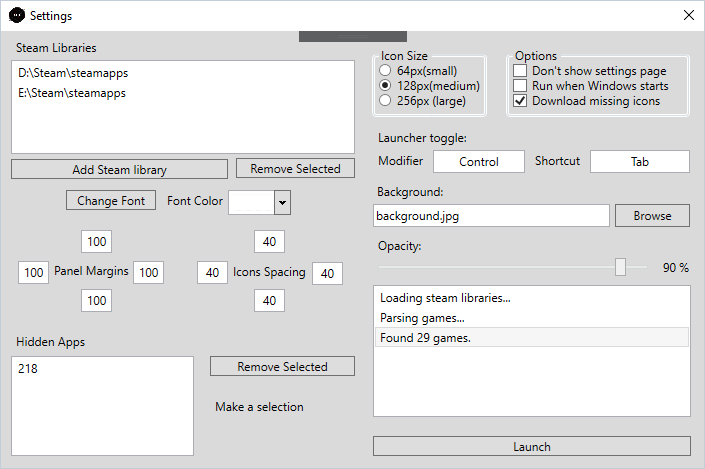 Settings
Steam Libraries
D:\Steam\steamapps
E:\Steam\steamapps
Add Steam library
Remove Selected
Change Font
Font Color
100
100
Panel Margins
100
100
40
40
Icons Spacing
40
40
Hidden Apps
218
Remove Selected
Make a selection
Icon Size
64px(small)
128px(medium)
256px (large)
Options
Don't show settings page
Run when Windows starts
Download missing icons
Launcher toggle:
Modifier
Control
Shortcut
Tab
Background:
background.jpg
Browse
Opacity:
90 %
Loading steam libraries...
Parsing games...
Found 29 games.
Launch